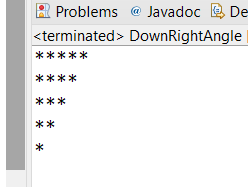 Problems @ Javadoc
<terminated> DownRightAngle
*****
****
***
**
*